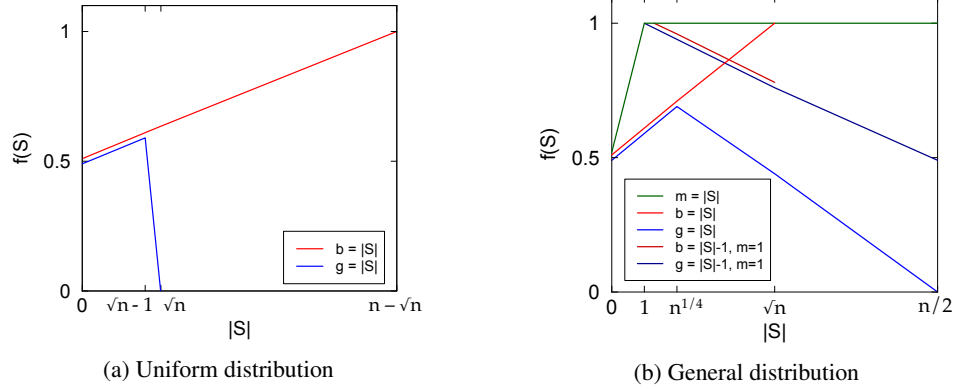 1
0.5
0
f(S)
b = |S|
g = |S|
0
√n - 1
√n
n − √n
|S|
(a) Uniform distribution
1
0.5
0
f(S)
m = |S|
b = |S|
g = |S|
b = |S|-1, m=1
g = |S|-1, m=1
0
1
n^{1/4}
√n
n/2
|S|
(b) General distribution